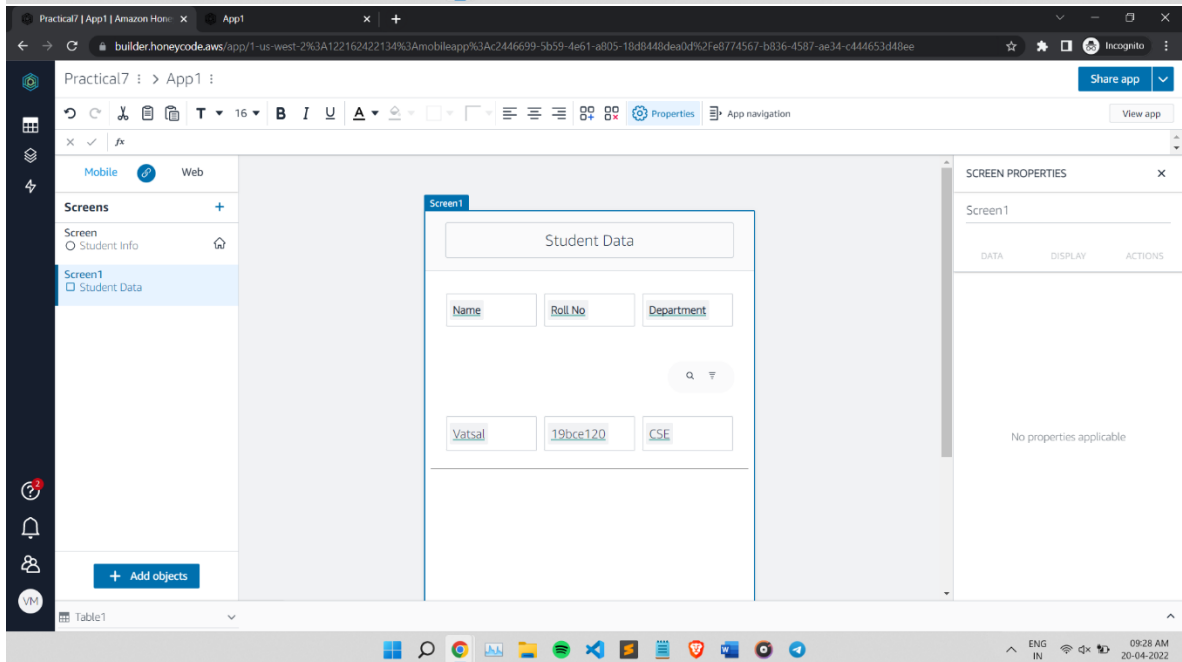 Practical7 | App1 | Amazon Hone
App1
builder.honeycode.aws/app/1-us-west-2%3A122162422134%3Amobileapp%3Ac2446699-5b59-4e61-a805-18d8448dea0d%2Fe8774567-b836-4587-ae34-c444653d48ee
Incognito
Practical7 > App1
Share app
T 16 B I U A Properties App navigation
View app
fx
Mobile Web
SCREEN PROPERTIES
Screens +
Screen1
Screen1
Screen
Student Info
Student Data
DATA DISPLAY ACTIONS
Screen1
Student Data
Name Roll No Department
Vatsal 19bce120 CSE
No properties applicable
2
+ Add objects
VM
Table1
ENG
IN
09:28 AM
20-04-2022